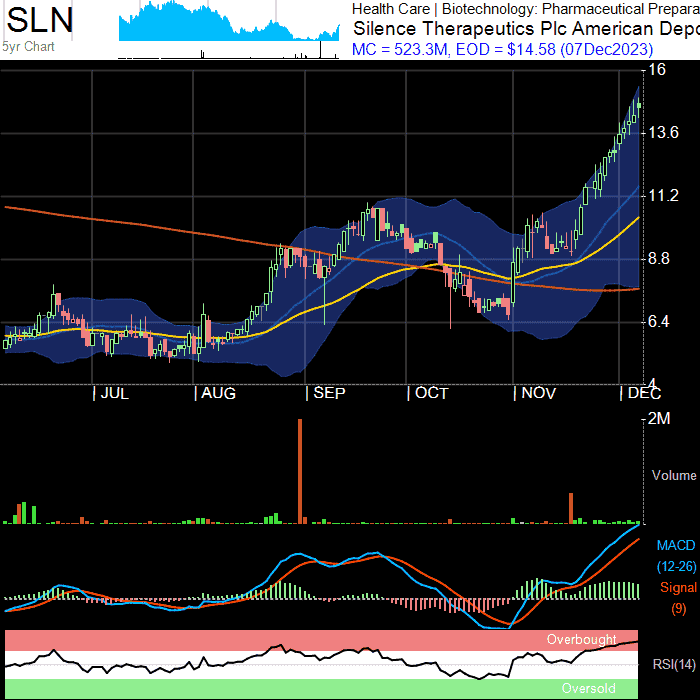 SLN
5yr Chart
Health Care | Biotechnology: Pharmaceutical Prepara
Silence Therapeutics Plc American Depo
MC = 523.3M, EOD = $14.58 (07Dec2023)
16
13.6
11.2
8.8
6.4
4
| JUL | AUG | SEP | OCT | NOV | DEC
2M
Volume
MACD
(12-26)
Signal
(9)
Overbought
RSI(14)
Oversold